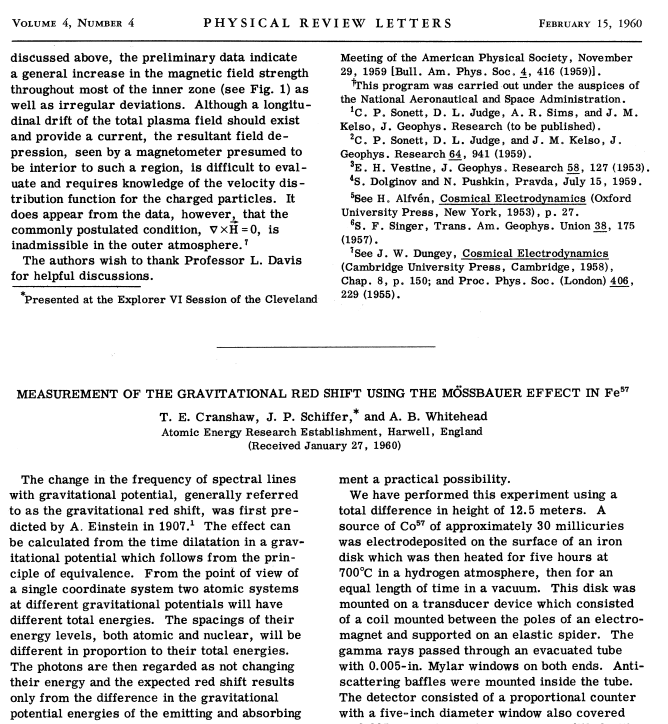 VOLUME 4, NUMBER 4 PHYSICAL REVIEW LETTERS FEBRUARY 15, 1960
discussed above, the preliminary data indicate
a general increase in the magnetic field strength
throughout most of the inner zone (see Fig. 1) as
well as irregular deviations. Although a longitu-
dinal drift of the total plasma field should exist
and provide a current, the resultant field de-
pression, seen by a magnetometer presumed to
be interior to such a region, is difficult to eval-
uate and requires knowledge of the velocity dis-
tribution function for the charged particles. It
does appear from the data, however, that the
commonly postulated condition, ∇×H⃗ = 0, is
inadmissible in the outer atmosphere.⁷
The authors wish to thank Professor L. Davis
for helpful discussions.
*Presented at the Explorer VI Session of the Cleveland
Meeting of the American Physical Society, November
29, 1959 [Bull. Am. Phys. Soc. 4, 416 (1959)].
†This program was carried out under the auspices of
the National Aeronautical and Space Administration.
¹C. P. Sonett, D. L. Judge, A. R. Sims, and J. M.
Kelso, J. Geophys. Research (to be published).
²C. P. Sonett, D. L. Judge, and J. M. Kelso, J.
Geophys. Research 64, 941 (1959).
³E. H. Vestine, J. Geophys. Research 58, 127 (1953).
⁴S. Dolginov and N. Pushkin, Pravda, July 15, 1959.
⁵See H. Alfvén, Cosmical Electrodynamics (Oxford
University Press, New York, 1953), p. 27.
⁶S. F. Singer, Trans. Am. Geophys. Union 38, 175
(1957).
⁷See J. W. Dungey, Cosmical Electrodynamics
(Cambridge University Press, Cambridge, 1958),
Chap. 8, p. 150; and Proc. Phys. Soc. (London) 406,
229 (1955).
MEASUREMENT OF THE GRAVITATIONAL RED SHIFT USING THE MÖSSBAUER EFFECT IN Fe⁵⁷
T. E. Cranshaw, J. P. Schiffer,* and A. B. Whitehead
Atomic Energy Research Establishment, Harwell, England
(Received January 27, 1960)
The change in the frequency of spectral lines
with gravitational potential, generally referred
to as the gravitational red shift, was first pre-
dicted by A. Einstein in 1907.¹ The effect can
be calculated from the time dilatation in a grav-
itational potential which follows from the prin-
ciple of equivalence. From the point of view of
a single coordinate system two atomic systems
at different gravitational potentials will have
different total energies. The spacings of their
energy levels, both atomic and nuclear, will be
different in proportion to their total energies.
The photons are then regarded as not changing
their energy and the expected red shift results
only from the difference in the gravitational
potential energies of the emitting and absorbing
ment a practical possibility.
We have performed this experiment using a
total difference in height of 12.5 meters. A
source of Co⁵⁷ of approximately 30 millicuries
was electrodeposited on the surface of an iron
disk which was then heated for five hours at
700°C in a hydrogen atmosphere, then for an
equal length of time in a vacuum. This disk was
mounted on a transducer device which consisted
of a coil mounted between the poles of an electro-
magnet and supported on an elastic spider. The
gamma rays passed through an evacuated tube
with 0.005-in. Mylar windows on both ends. Anti-
scattering baffles were mounted inside the tube.
The detector consisted of a proportional counter
with a five-inch diameter window also covered